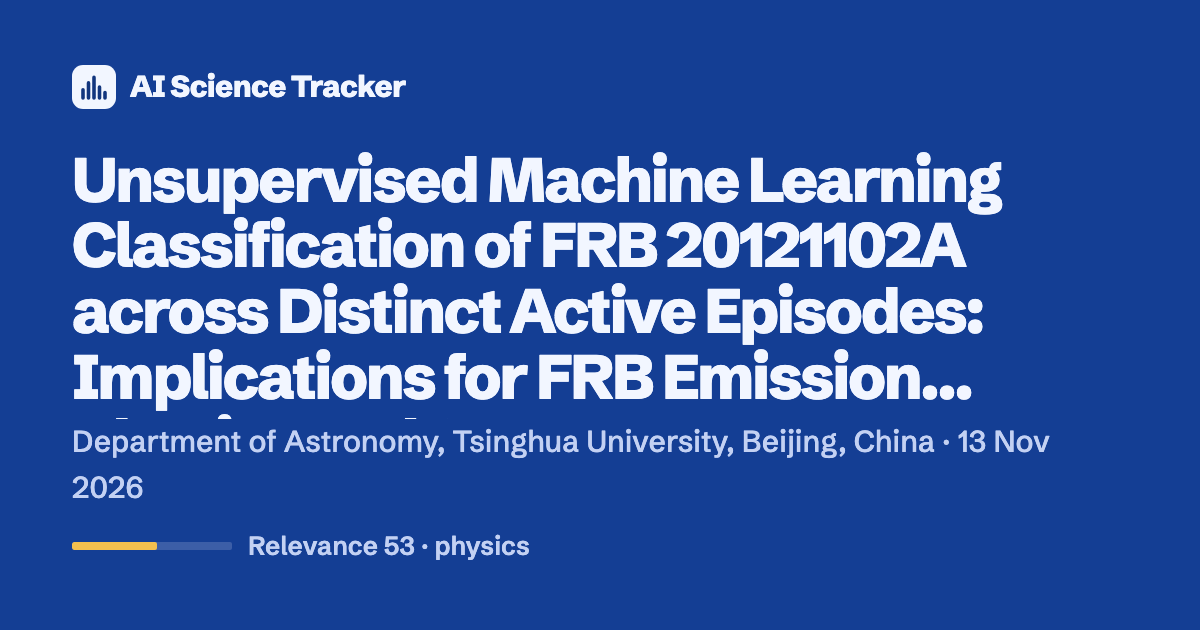 AI Science Tracker
Unsupervised Machine Learning
Classification of FRB 20121102A
across Distinct Active Episodes:
Implications for FRB Emission...
Department of Astronomy, Tsinghua University, Beijing, China · 13 Nov
2026
Relevance 53 · physics